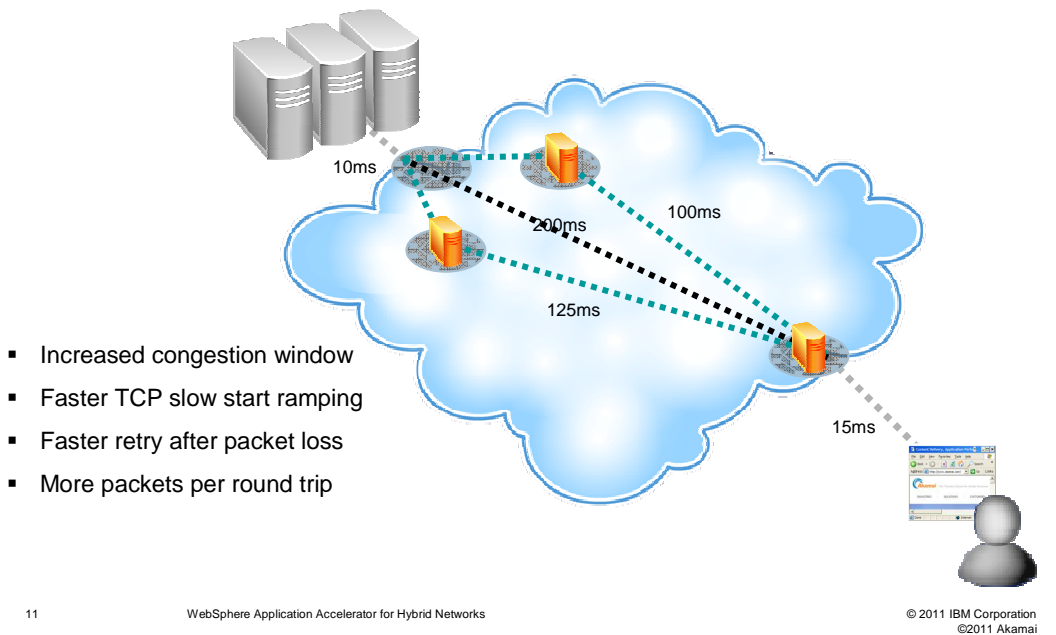 10ms
200ms
100ms
125ms
15ms
▪ Increased congestion window
▪ Faster TCP slow start ramping
▪ Faster retry after packet loss
▪ More packets per round trip
Akamai
11
WebSphere Application Accelerator for Hybrid Networks
© 2011 IBM Corporation
©2011 Akamai